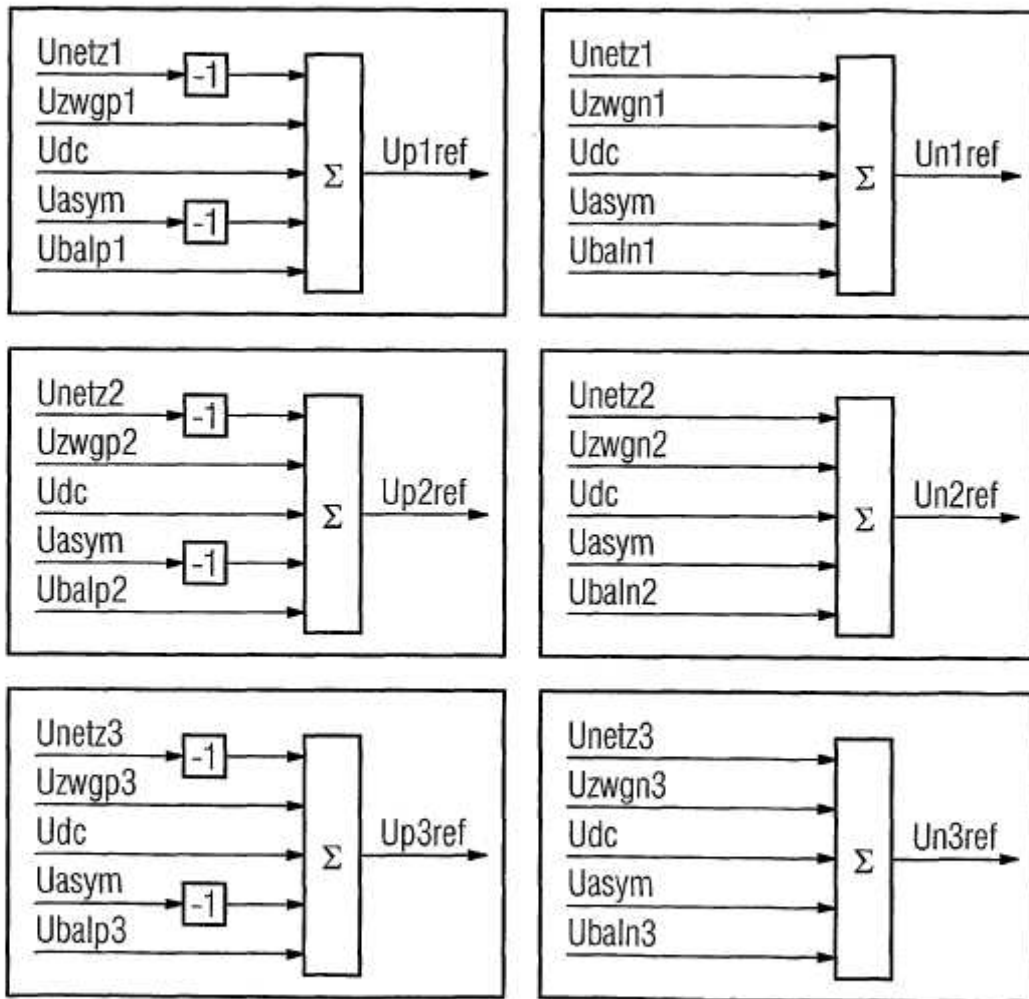 Unetz1
-1
Uzwgp1
Udc
Σ
Up1ref
Uasym
-1
Ubalp1
Unetz1
Uzwgn1
Udc
Σ
Un1ref
Uasym
Ubaln1
Unetz2
-1
Uzwgp2
Udc
Σ
Up2ref
Uasym
-1
Ubalp2
Unetz2
Uzwgn2
Udc
Σ
Un2ref
Uasym
Ubaln2
Unetz3
-1
Uzwgp3
Udc
Σ
Up3ref
Uasym
-1
Ubalp3
Unetz3
Uzwgn3
Udc
Σ
Un3ref
Uasym
Ubaln3